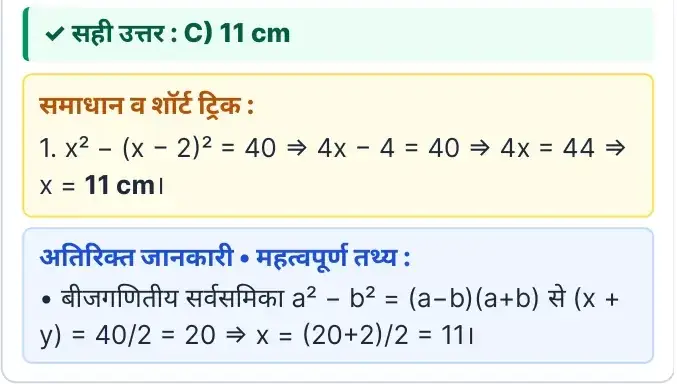 ✓ सही उत्तर : C) 11 cm
समाधान व शॉर्ट ट्रिक :
1. x² − (x − 2)² = 40 ⇒ 4x − 4 = 40 ⇒ 4x = 44 ⇒
x = 11 cm।
अतिरिक्त जानकारी • महत्वपूर्ण तथ्य :
• बीजगणितीय सर्वसमिका a² − b² = (a−b)(a+b) से (x +
y) = 40/2 = 20 ⇒ x = (20+2)/2 = 11।